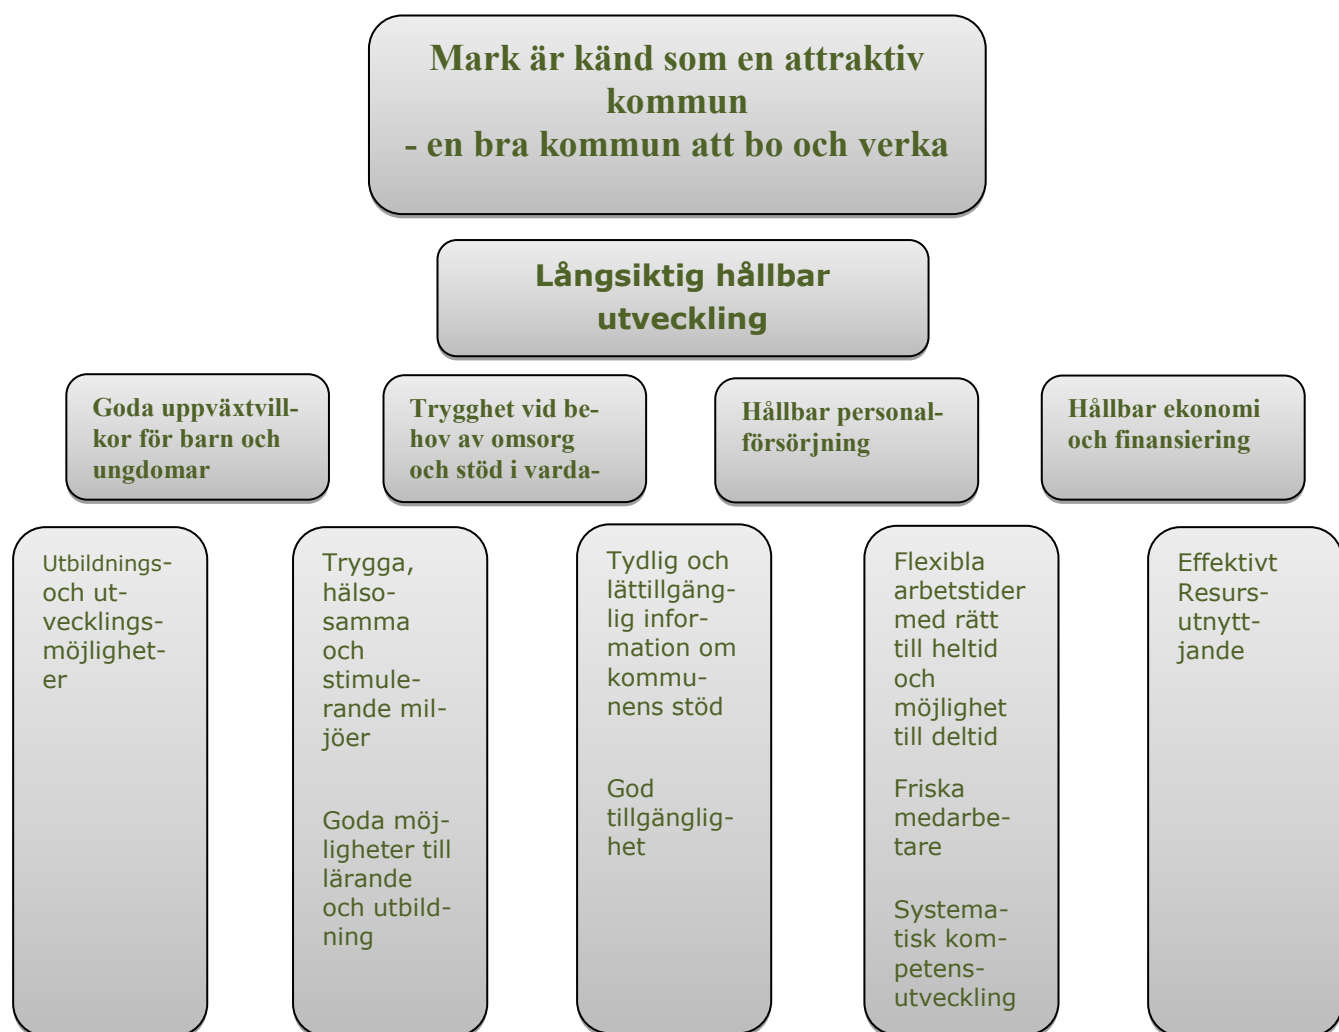 Mark är känd som en attraktiv
kommun
- en bra kommun att bo och verka
Långsiktig hållbar
utveckling
Goda uppväxtvill-
kor för barn och
ungdomar
Trygghet vid be-
hov av omsorg
och stöd i varda-
Hållbar personal-
försörjning
Hållbar ekonomi
och finansiering
Utbildnings-
och ut-
vecklings-
möjlighet-
er
Trygga,
hälso-
samma
och
stimule-
rande mil-
jöer
Goda möj-
ligheter till
lärande
och utbild-
ning
Tydlig och
lättillgäng-
lig infor-
mation om
kommu-
nens stöd
God
tillgänglig-
het
Flexibla
arbetstider
med rätt
till heltid
och
möjlighet
till deltid
Friska
medarbe-
tare
Systema-
tisk kom-
petens-
utveckling
Effektivt
Resurs-
utnytt-
jande